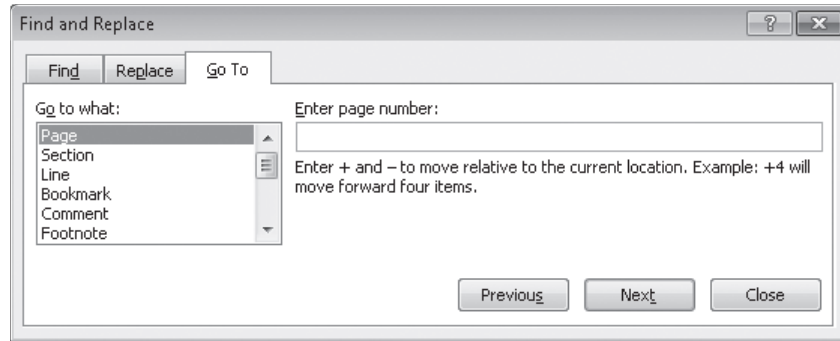 Find and Replace
Find
Replace
Go To
Go to what:
Page
Section
Line
Bookmark
Comment
Footnote
Enter page number:
Enter + and – to move relative to the current location. Example: +4 will
move forward four items.
Previous
Next
Close